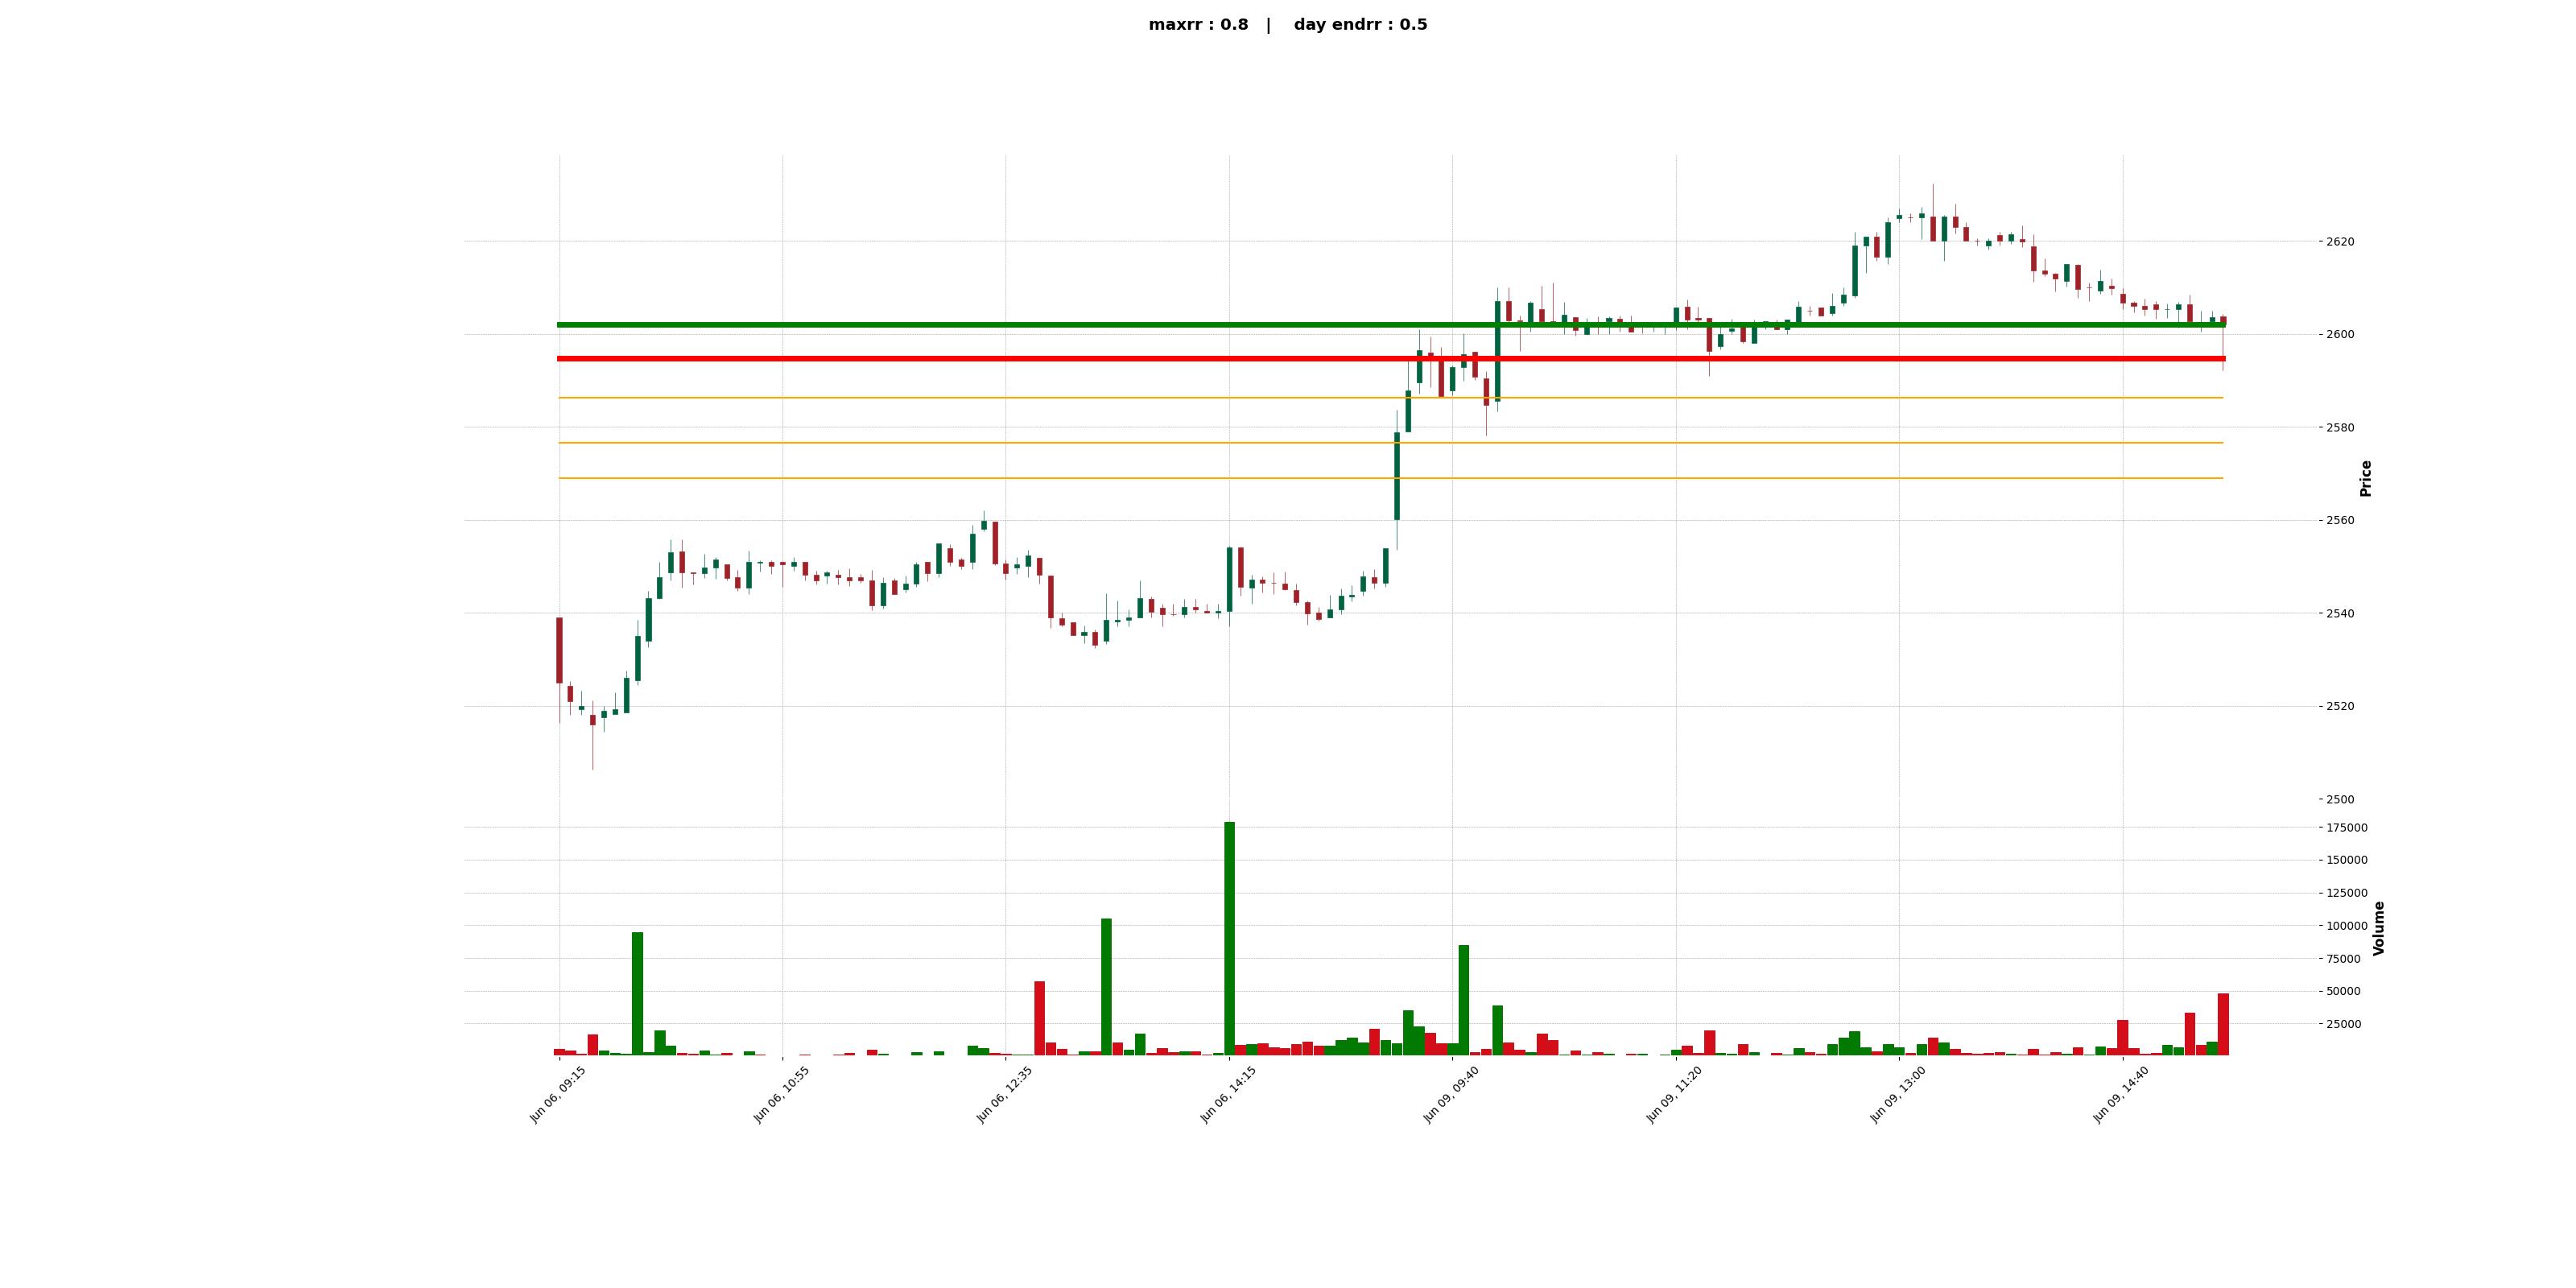 maxrr : 0.8 | day endrr : 0.5
2620
2600
2580
2560
2540
2520
2500
Price
175000
150000
125000
100000
75000
50000
25000
Volume
Jun 06, 09:15
Jun 06, 10:55
Jun 06, 12:35
Jun 06, 14:15
Jun 09, 09:40
Jun 09, 11:20
Jun 09, 13:00
Jun 09, 14:40